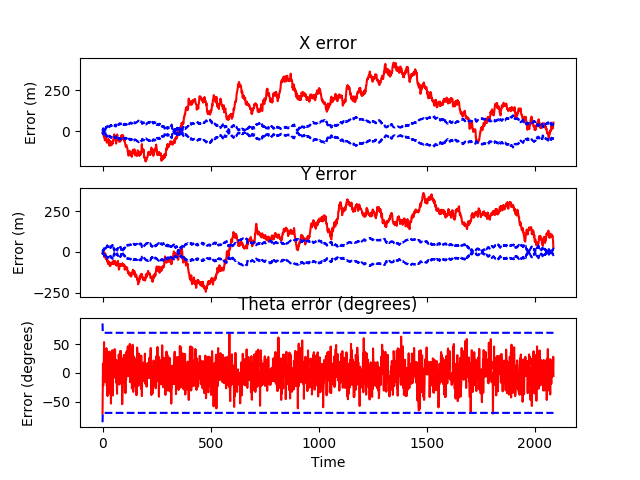 X error
250
0
Error (m)
Y error
250
0
−250
Error (m)
Theta error (degrees)
50
0
−50
Error (degrees)
0
500
1000
1500
2000
Time